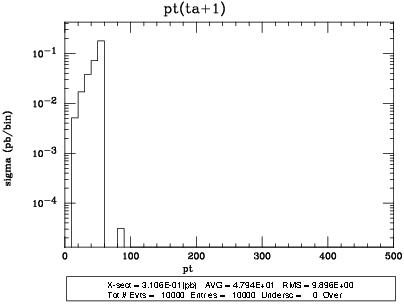 pt(ta+1)
10⁻¹
10⁻²
10⁻³
10⁻⁴
sigma (pb/bin)
0 100 200 300 400 500
pt
X-sect = 3.106E-01(pb) AVG = 4.794E+01 RMS = 9.896E+00
Tot # Evts = 10000 Entries = 10000 Undersc = 0 Over